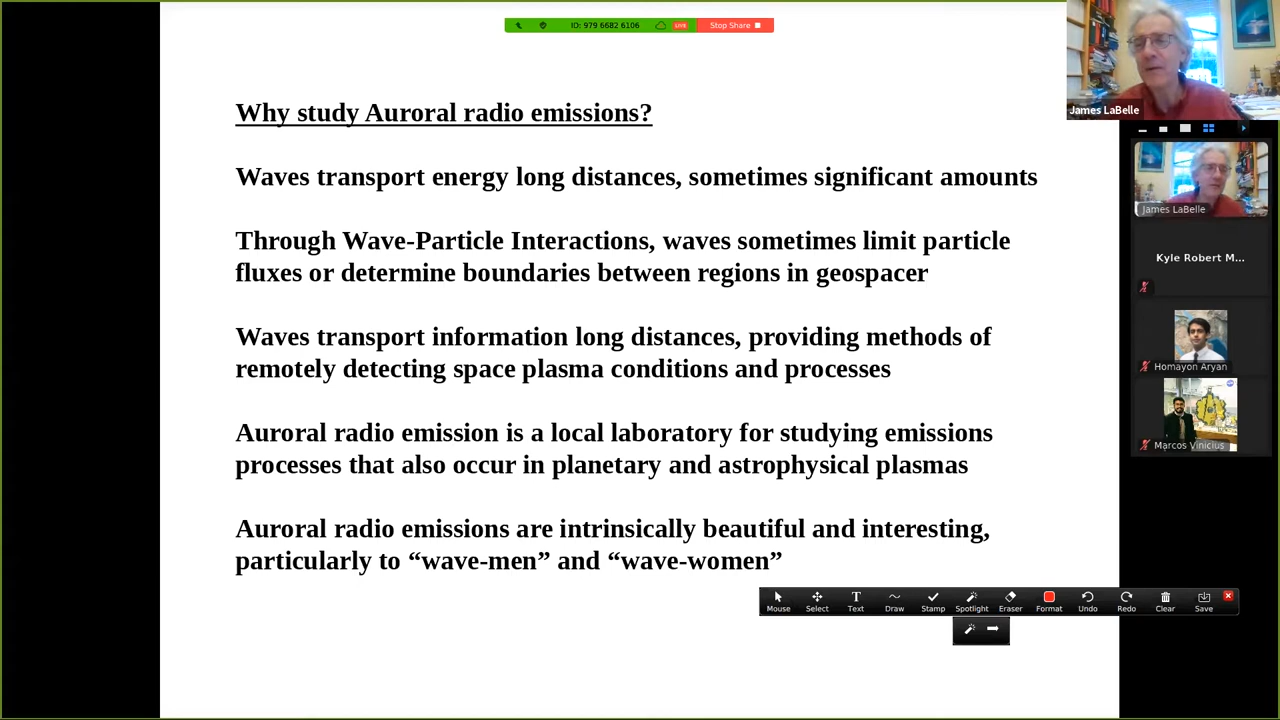 ID: 979 6682 6106
LIVE
Stop Share
James LaBelle
Why study Auroral radio emissions?
Waves transport energy long distances, sometimes significant amounts
Through Wave-Particle Interactions, waves sometimes limit particle
fluxes or determine boundaries between regions in geospacer
Waves transport information long distances, providing methods of
remotely detecting space plasma conditions and processes
Auroral radio emission is a local laboratory for studying emissions
processes that also occur in planetary and astrophysical plasmas
Auroral radio emissions are intrinsically beautiful and interesting,
particularly to “wave-men” and “wave-women”
James LaBelle
Kyle Robert M...
Homayon Aryan
Marcos Vinicius
Mouse Select Text Draw Stamp Spotlight Eraser Format Undo Redo Clear Save